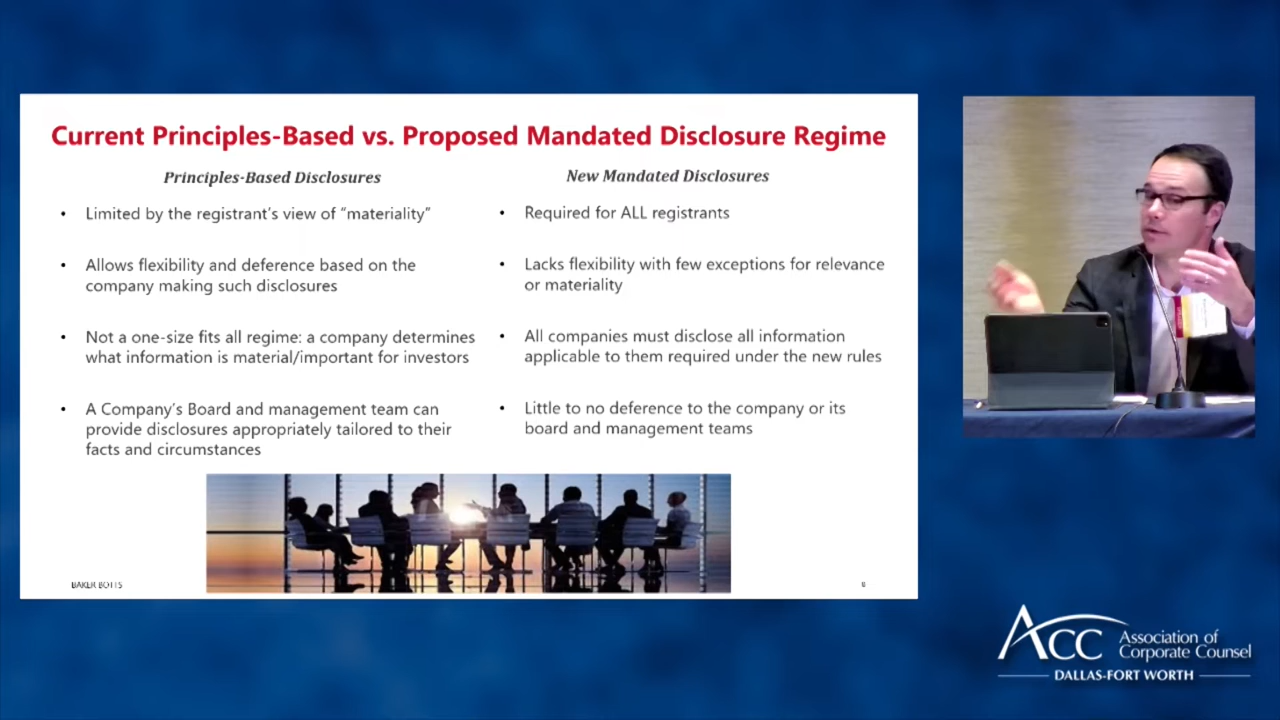 Current Principles-Based vs. Proposed Mandated Disclosure Regime
Principles-Based Disclosures
• Limited by the registrant's view of “materiality”
• Allows flexibility and deference based on the
company making such disclosures
• Not a one-size fits all regime: a company determines
what information is material/important for investors
• A Company's Board and management team can
provide disclosures appropriately tailored to their
facts and circumstances
New Mandated Disclosures
• Required for ALL registrants
• Lacks flexibility with few exceptions for relevance
or materiality
• All companies must disclose all information
applicable to them required under the new rules
• Little to no deference to the company or its
board and management teams
BAKER BOTTS
ACC
Association of
Corporate Counsel
DALLAS-FORT WORTH